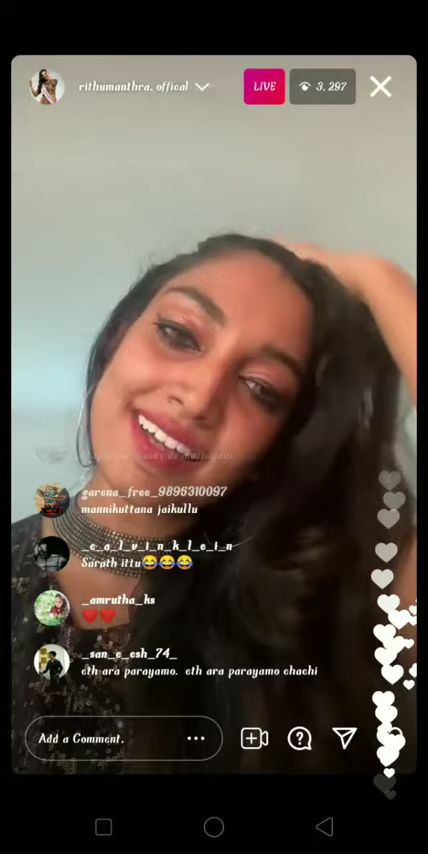 rithumanthra. offical
LIVE
3, 297
garena_free_9895310097
mannikuttana jaikullu
_c_a_l_v_i_n_k_l_e_i_n
Sarath ittu😂😂😂
_amrutha_ks
❤️❤️
_san_e_esh_74_
eth ara parayamo. eth ara parayamo chachi
Add a Comment.